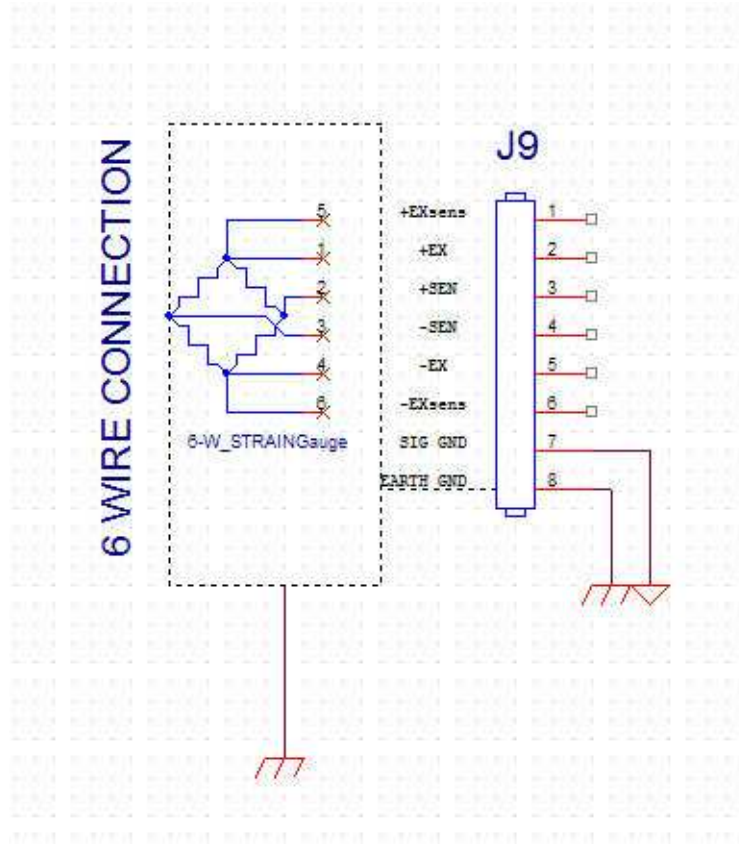 6 WIRE CONNECTION
J9
5
1
2
3
4
6
6-W_STRAINGauge
+EXsens 1
+EX 2
+SEN 3
-SEN 4
-EX 5
-EXsens 6
SIG GND 7
EARTH GND 8